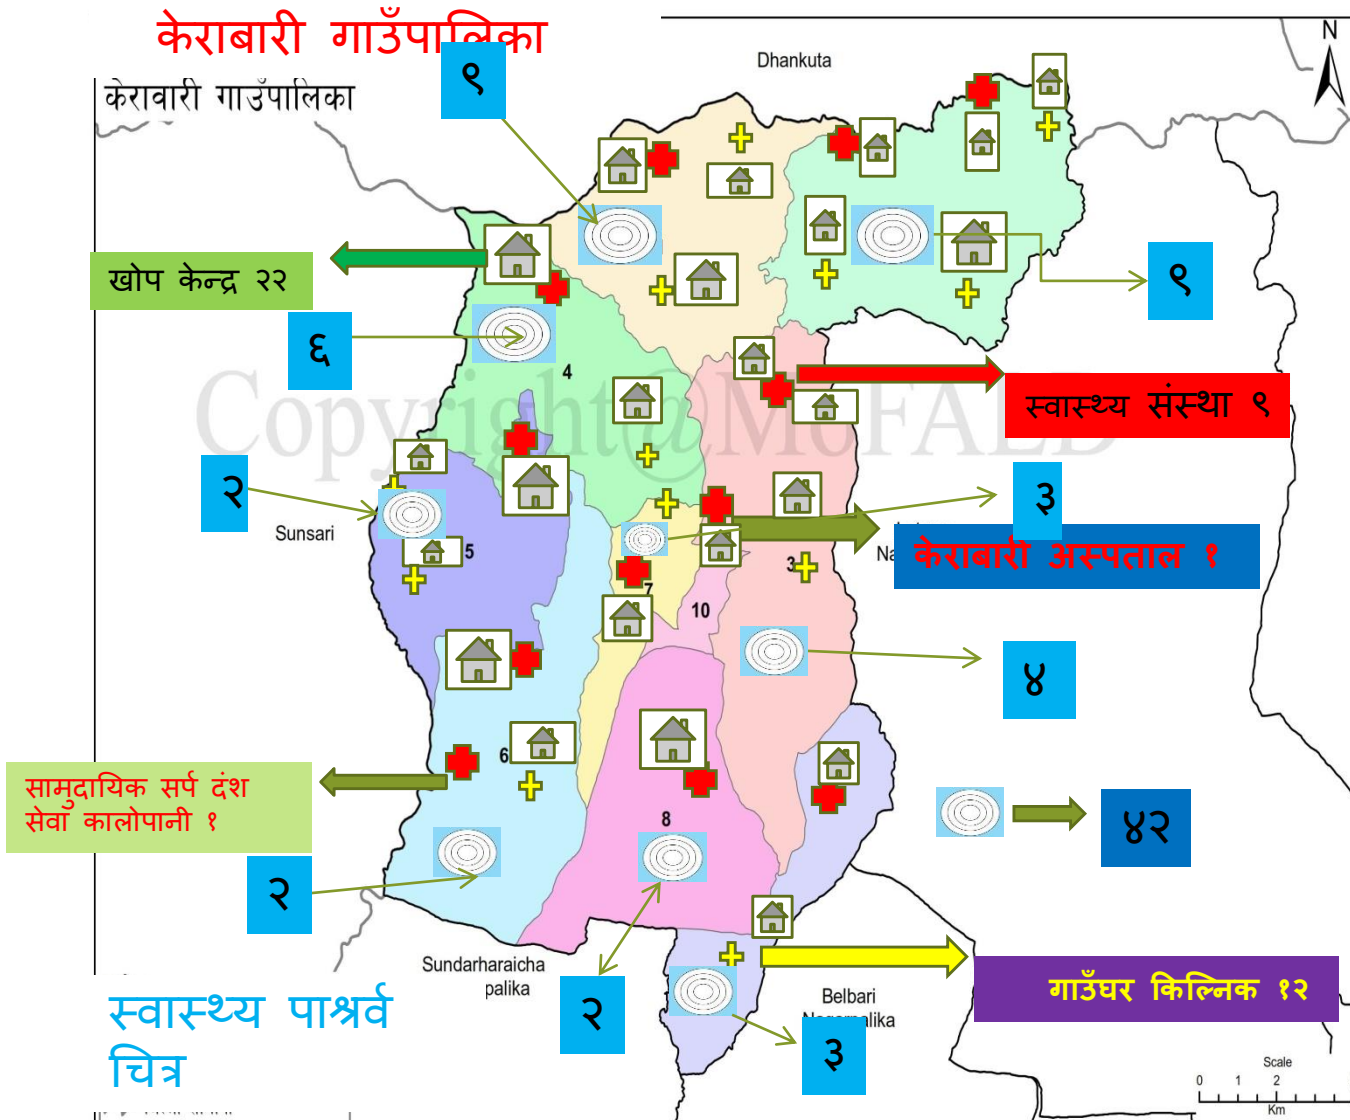 केराबारी गाउँपालिका
केरावारी गाउँपालिका
९
Dhankuta
N
खोप केन्द्र २२
९
६
4
Copyright@MoFALD
स्वास्थ्य संस्था ९
२
३
Sunsari
5
केराबारी अस्पताल १
3
7
10
४
6
सामुदायिक सर्प दंश
सेवा कालोपानी १
8
४२
२
Sundarharaicha
palika
२
Belbari
गाउँघर किल्निक १२
स्वास्थ्य पाश्रर्व
चित्र
३
Scale
0 1 2
Km